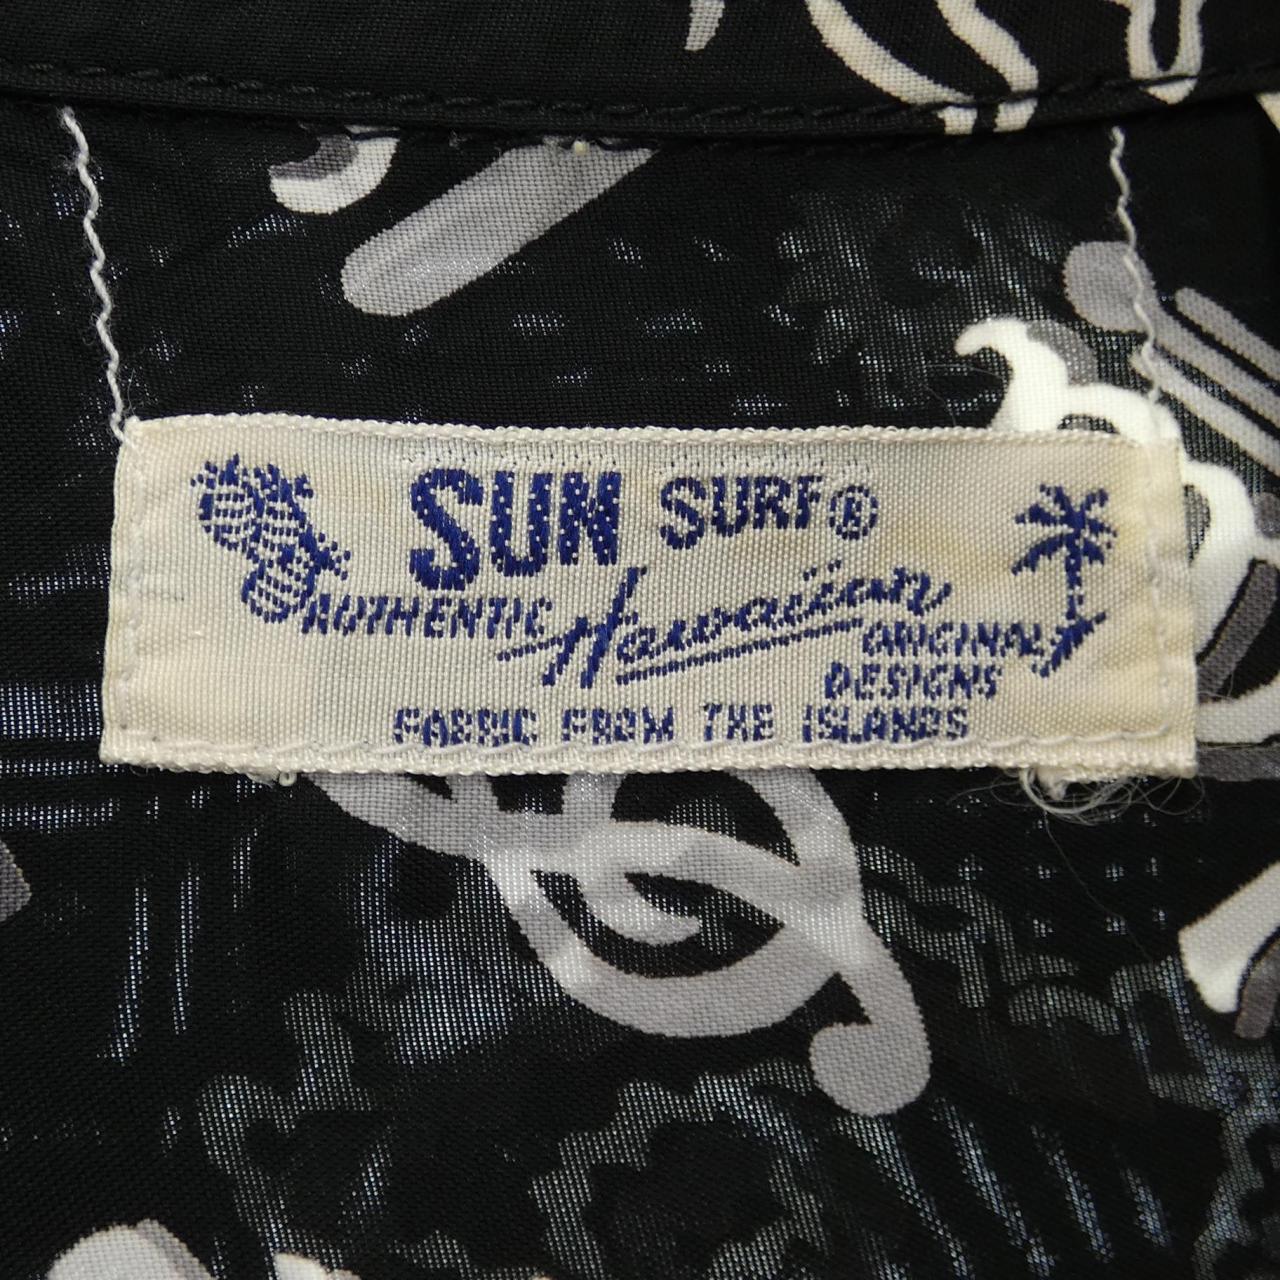 SUN SURF®
AUTHENTIC Hawaiian ORIGINAL
DESIGNS
FABRIC FROM THE ISLANDS